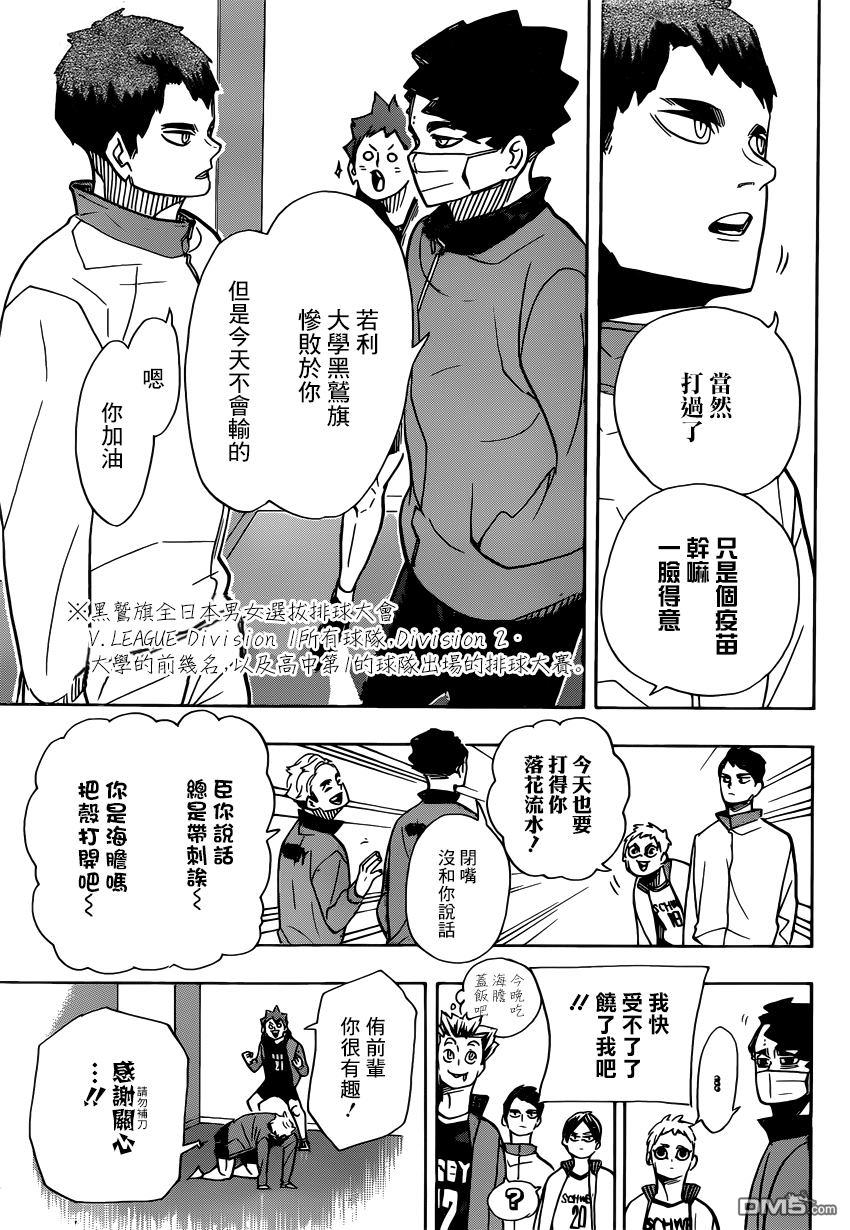 當然
打過了
只是個疫苗
幹嘛
一臉得意
若利
大學黑鷲旗
慘敗於你
但是今天不會輸的
嗯
你加油
※黑鷲旗全日本男女選拔排球大會
V.LEAGUE Division 1所有球隊,Division 2。
大學的前幾名,以及高中第1的球隊出場的排球大賽。
今天也要
打得你
落花流水!
SCHWE
18
閉嘴
沒和你說話
臣你說話
總是帶刺誒~
你是海膽嗎
把殼打開吧~
我快
受不了了
饒了我吧
!!
今晚吃
海膽
蓋飯吧
SEY
12
?
SCHWE
20
SCHWA
侑前輩
你很有趣!
21
感謝關心
…!!
請勿補刀
DM5.com